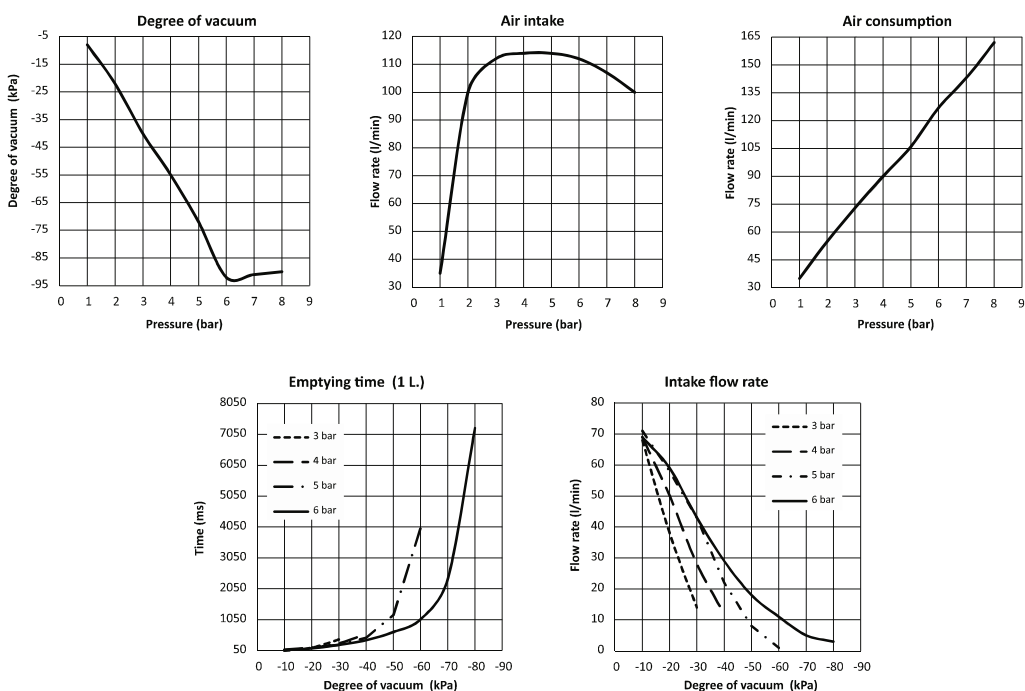 Degree of vacuum
Degree of vacuum (kPa)
-5
-15
-25
-35
-45
-55
-65
-75
-85
-95
0 1 2 3 4 5 6 7 8 9
Pressure (bar)
Air intake
Flow rate (l/min)
120
110
100
90
80
70
60
50
40
30
0 1 2 3 4 5 6 7 8 9
Pressure (bar)
Air consumption
Flow rate (l/min)
165
150
135
120
105
90
75
60
45
30
0 1 2 3 4 5 6 7 8 9
Pressure (bar)
Emptying time (1 L.)
Time (ms)
8050
7050
6050
5050
4050
3050
2050
1050
50
3 bar
4 bar
5 bar
6 bar
0 -10 -20 -30 -40 -50 -60 -70 -80 -90
Degree of vacuum (kPa)
Intake flow rate
Flow rate (l/min)
80
70
60
50
40
30
20
10
0
3 bar
4 bar
5 bar
6 bar
0 -10 -20 -30 -40 -50 -60 -70 -80 -90
Degree of vacuum (kPa)